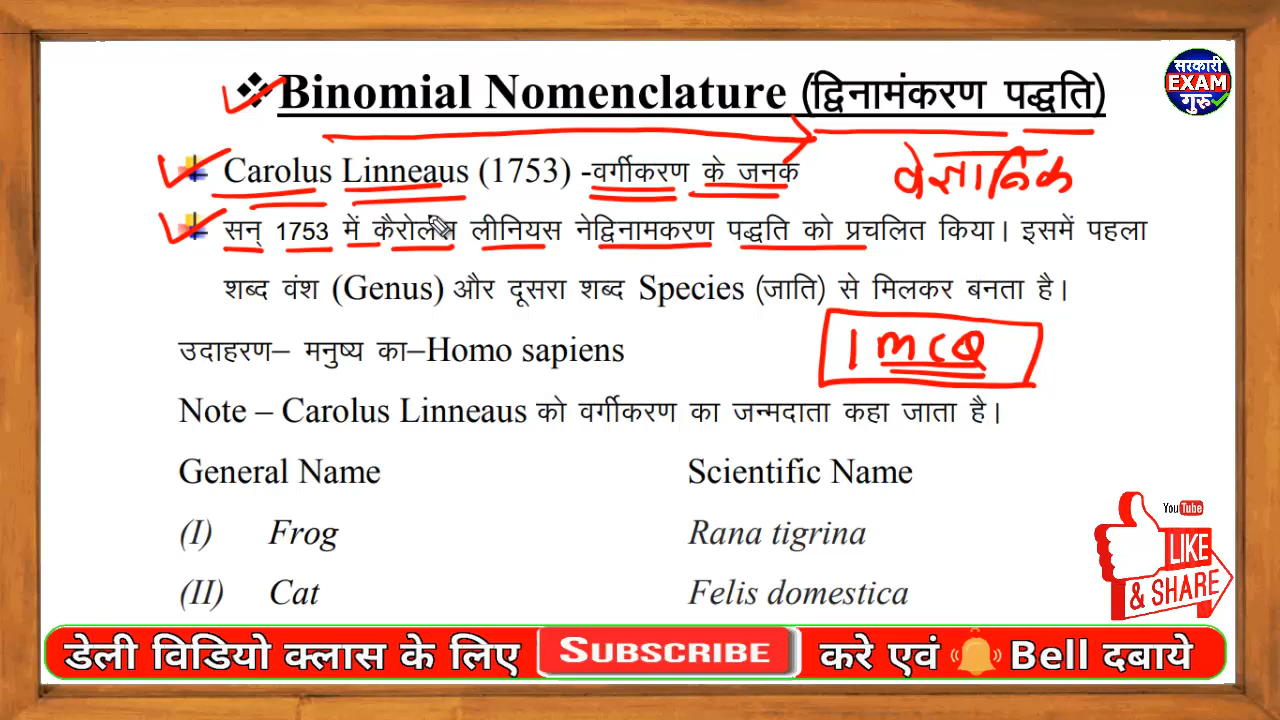 ❖ Binomial Nomenclature (द्विनामंकरण पद्धति)
सरकारी
EXAM
गुरु
Carolus Linneaus (1753) -वर्गीकरण के जनक
वैज्ञानिक
सन् 1753 में कैरोलस लीनियस नेद्विनामकरण पद्धति को प्रचलित किया। इसमें पहला
शब्द वंश (Genus) और दूसरा शब्द Species (जाति) से मिलकर बनता है।
उदाहरण– मनुष्य का–Homo sapiens
1 MCQ
Note – Carolus Linneaus को वर्गीकरण का जन्मदाता कहा जाता है।
General Name Scientific Name
(I) Frog Rana tigrina
(II) Cat Felis domestica
YouTube
LIKE
& SHARE
डेली विडियो क्लास के लिए SUBSCRIBE करे एवं Bell दबाये